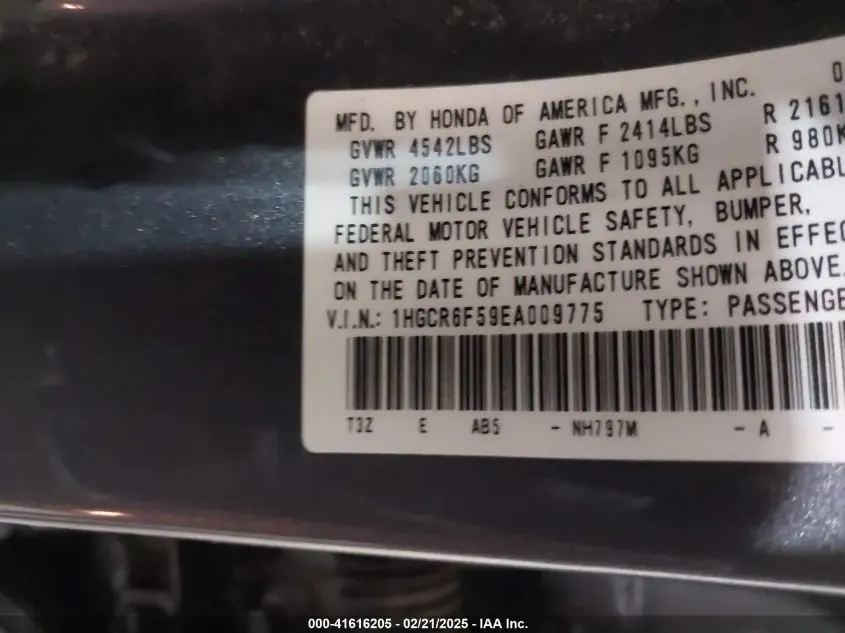 MFD. BY HONDA OF AMERICA MFG., INC. 0
GVWR 4542LBS GAWR F 2414LBS R 2161
GVWR 2060KG GAWR F 1095KG R 980K
THIS VEHICLE CONFORMS TO ALL APPLICABL
FEDERAL MOTOR VEHICLE SAFETY, BUMPER,
AND THEFT PREVENTION STANDARDS IN EFFEC
ON THE DATE OF MANUFACTURE SHOWN ABOVE.
V.I.N.: 1HGCR6F59EA009775 TYPE: PASSENGE
T3Z E AB5 - NH797M - A -
000-41616205 - 02/21/2025 - IAA Inc.